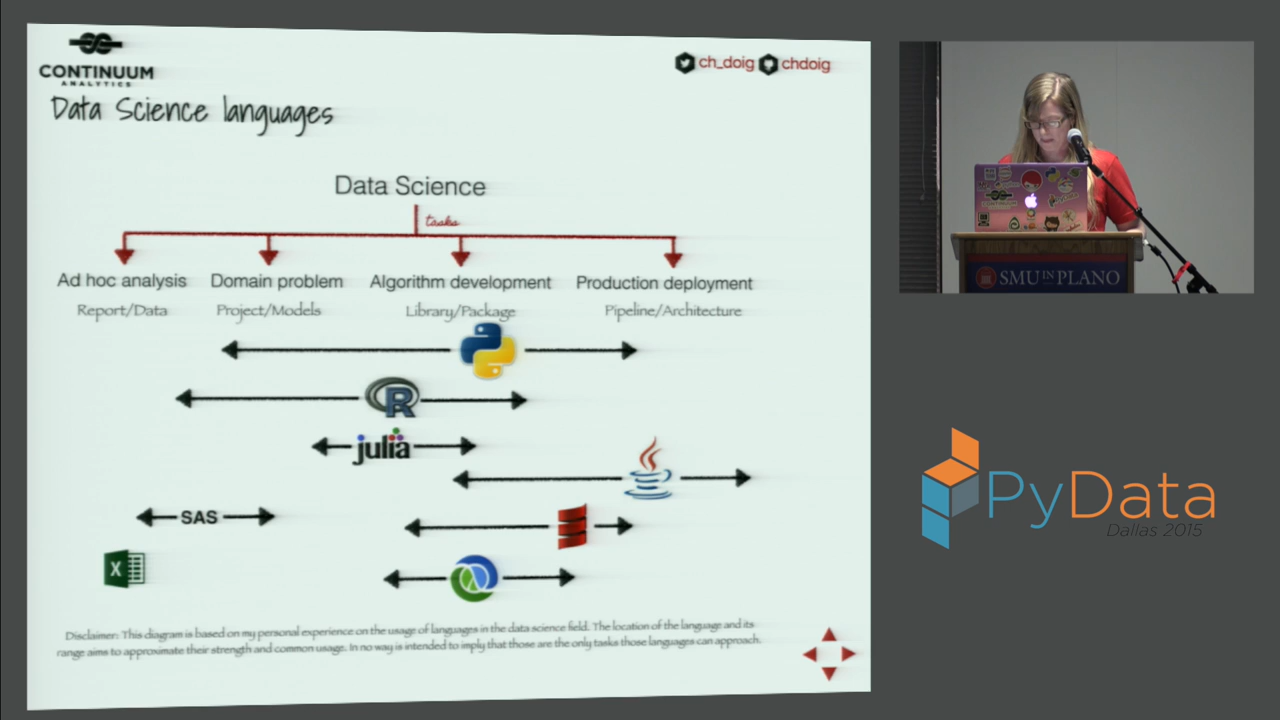 CONTINUUM
ANALYTICS
ch_doig chdoig
Data Science languages
Data Science
tasks
Ad hoc analysis Domain problem Algorithm development Production deployment
Report/Data Project/Models Library/Package Pipeline/Architecture
R
julia
SAS
X
Disclaimer: This diagram is based on my personal experience on the usage of languages in the data science field. The location of the language and its
range aims to approximate their strength and common usage. In no way is intended to imply that those are the only tasks those languages can approach.
SMU IN PLANO
PyData
Dallas 2015